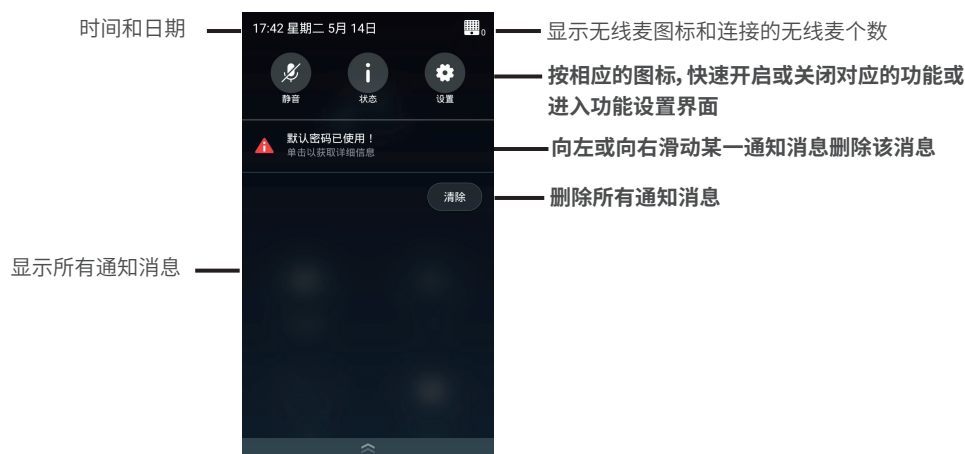 时间和日期
17:42 星期二 5月 14日
0
显示无线麦图标和连接的无线麦个数
静音
状态
设置
按相应的图标, 快速开启或关闭对应的功能或
进入功能设置界面
默认密码已使用！
单击以获取详细信息
向左或向右滑动某一通知消息删除该消息
清除
删除所有通知消息
显示所有通知消息